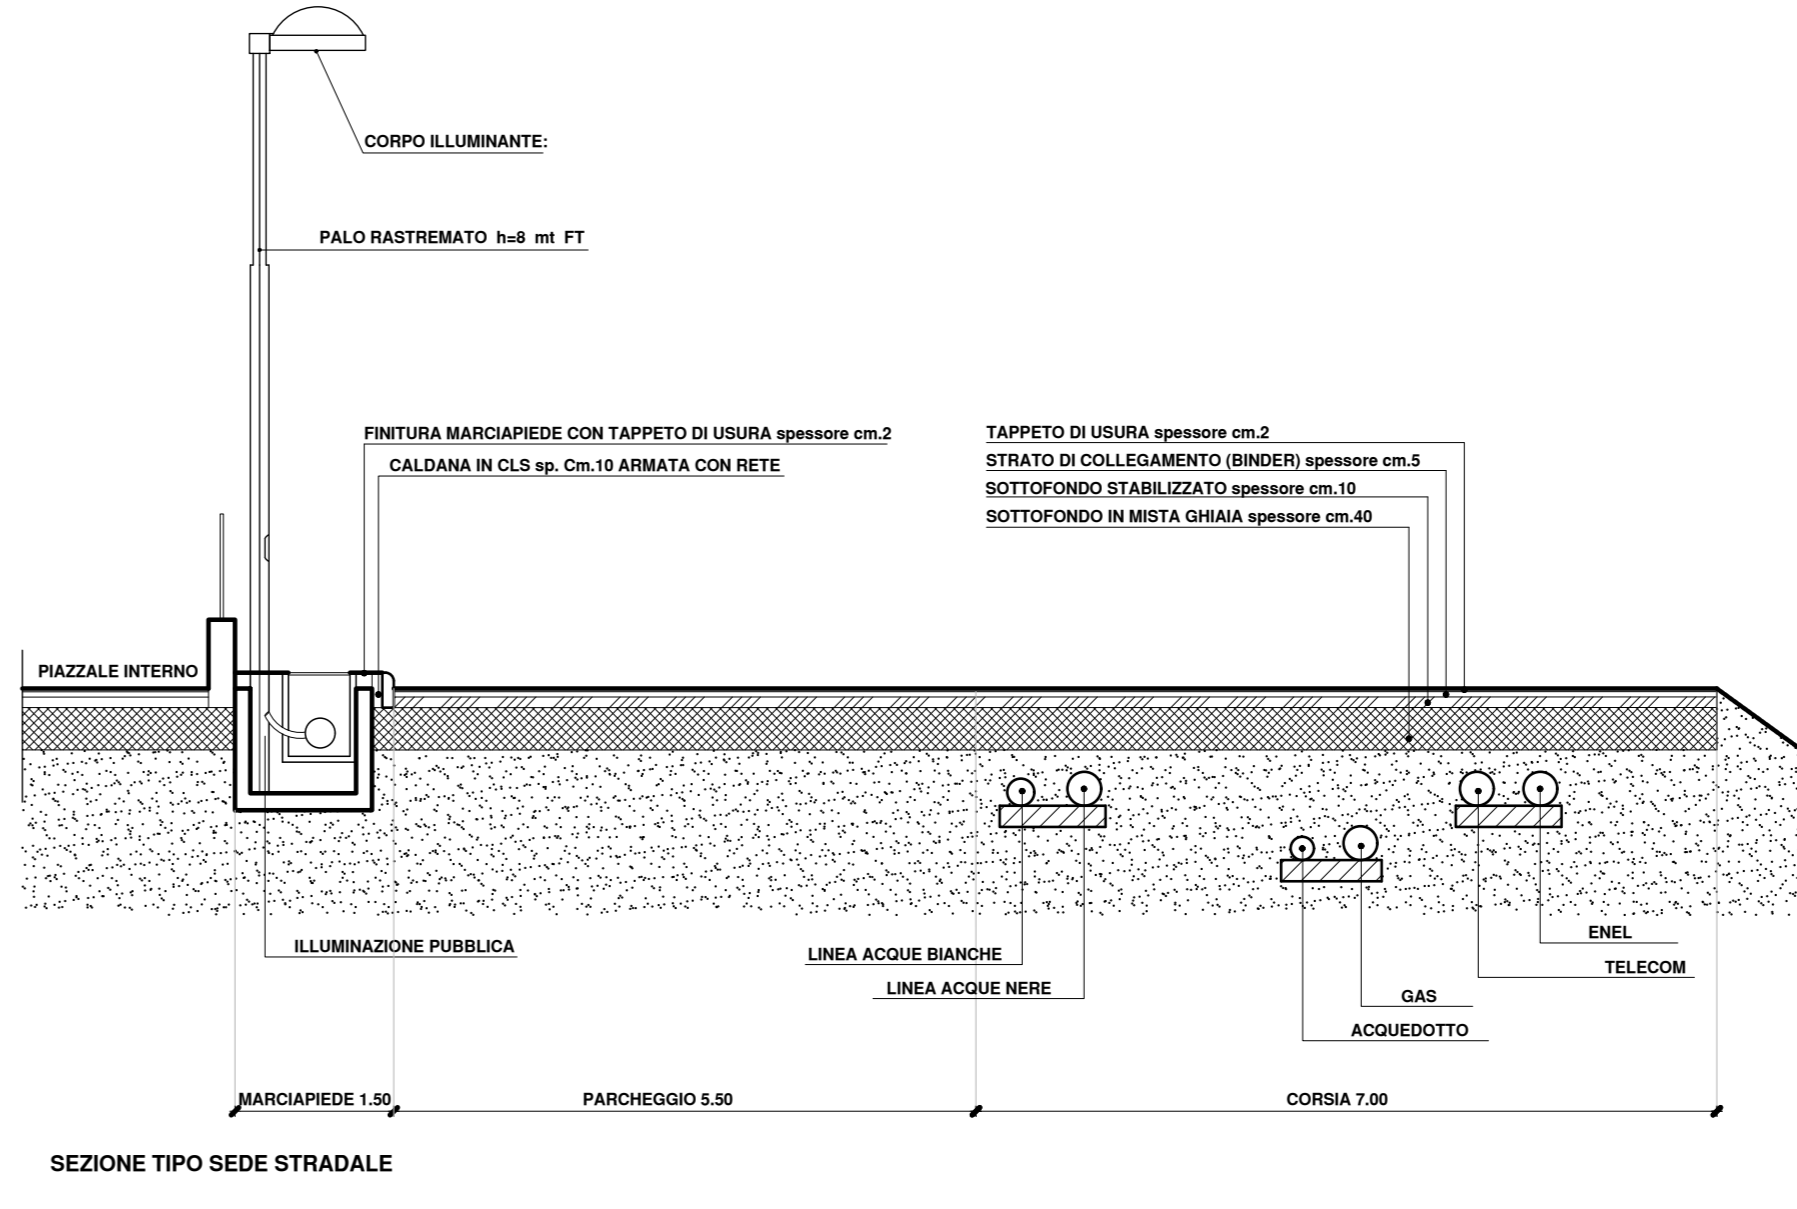 CORPO ILLUMINANTE:
PALO RASTREMATO h=8 mt FT
FINITURA MARCIAPIEDE CON TAPPETO DI USURA spessore cm.2
CALDANA IN CLS sp. Cm.10 ARMATA CON RETE
TAPPETO DI USURA spessore cm.2
STRATO DI COLLEGAMENTO (BINDER) spessore cm.5
SOTTOFONDO STABILIZZATO spessore cm.10
SOTTOFONDO IN MISTA GHIAIA spessore cm.40
PIAZZALE INTERNO
ILLUMINAZIONE PUBBLICA
LINEA ACQUE BIANCHE
LINEA ACQUE NERE
ENEL
TELECOM
GAS
ACQUEDOTTO
MARCIAPIEDE 1.50
PARCHEGGIO 5.50
CORSIA 7.00
SEZIONE TIPO SEDE STRADALE